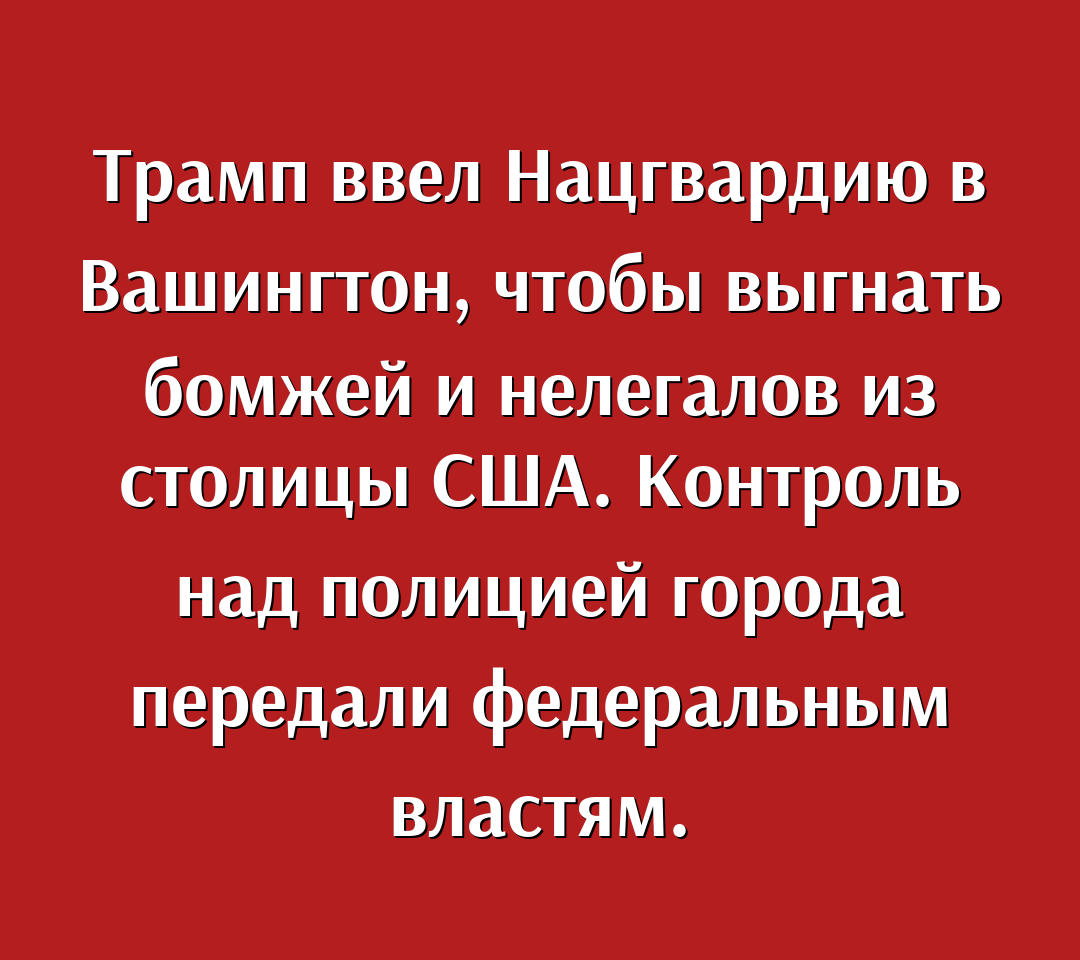 Трамп ввел Нацгвардию в
Вашингтон, чтобы выгнать
бомжей и нелегалов из
столицы США. Контроль
над полицией города
передали федеральным
властям.